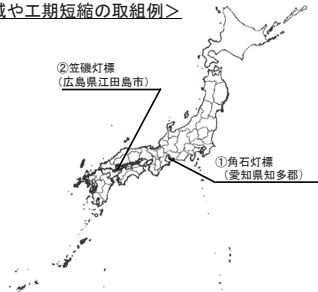 減や工期短縮の取組例＞
②笠磯灯標
（広島県江田島市）
①角石灯標
（愛知県知多郡）